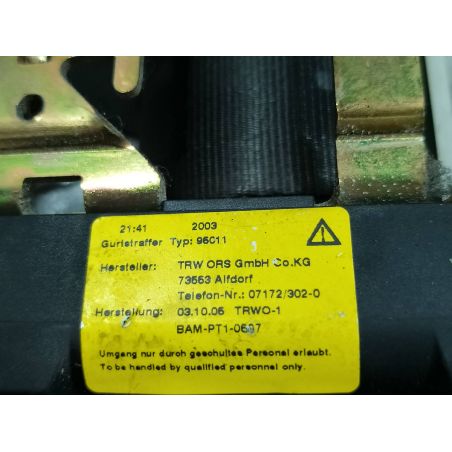 21:41 2003
Gurtstraffer Typ: 96C11
Hersteller: TRW ORS GmbH Co.KG
73553 Alfdorf
Telefon-Nr.: 07172/302-0
Herstellung: 03.10.05 TRWO-1
BAM-PT1-0597
Umgang nur durch geschultes Personal erlaubt.
To be handled by qualified personnel only.